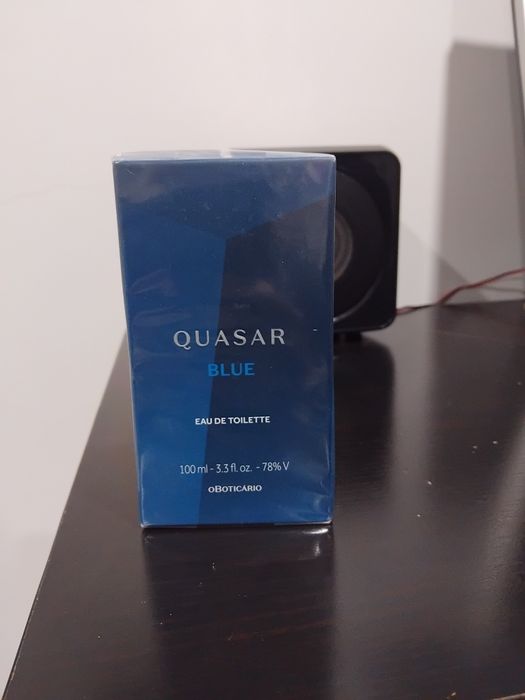 QUASAR
BLUE
EAU DE TOILETTE
100 ml - 3.3 fl. oz. - 78% V
oBOTICÁRIO